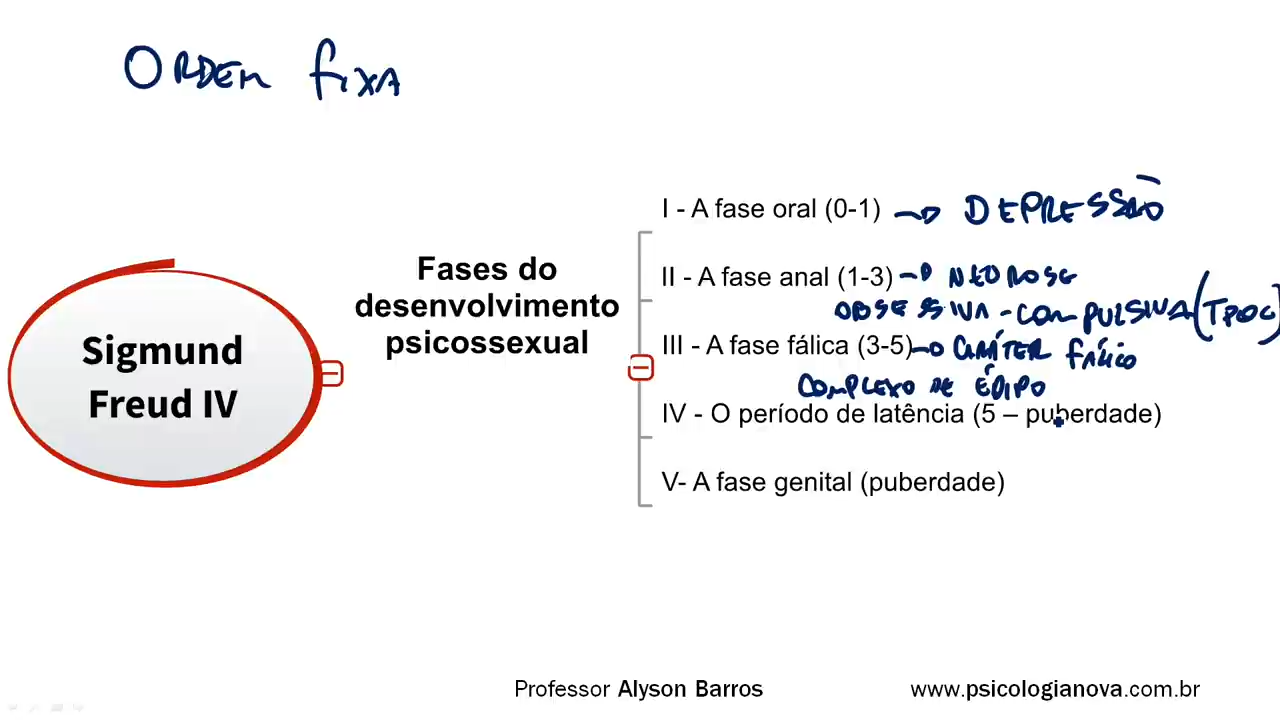 ORDEM FIXA
Sigmund
Freud IV
Fases do
desenvolvimento
psicossexual
I - A fase oral (0-1) → DEPRESSÃO
II - A fase anal (1-3) → NEUROSE
OBSESSIVA-COMPULSIVA (TPOC)
III - A fase fálica (3-5) → CARÁTER FÁLICO
COMPLEXO DE ÉDIPO
IV - O período de latência (5 – puberdade)
V- A fase genital (puberdade)
Professor Alyson Barros
www.psicologianova.com.br